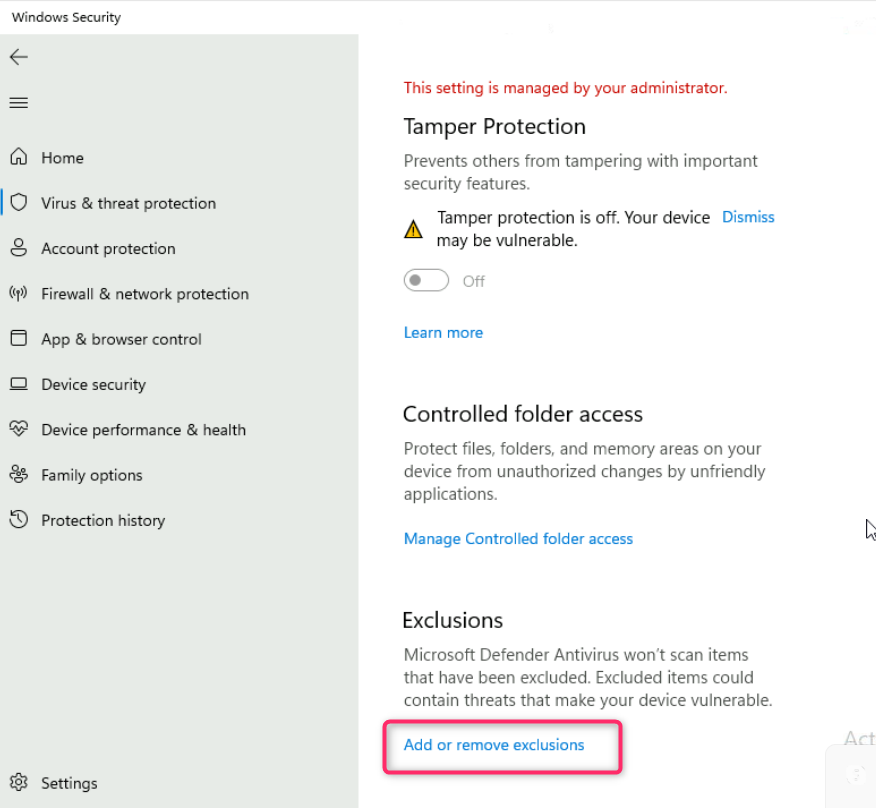 Windows Security
Home
Virus & threat protection
Account protection
Firewall & network protection
App & browser control
Device security
Device performance & health
Family options
Protection history
Settings
This setting is managed by your administrator.
Tamper Protection
Prevents others from tampering with important
security features.
Tamper protection is off. Your device
may be vulnerable.
Dismiss
Off
Learn more
Controlled folder access
Protect files, folders, and memory areas on your
device from unauthorized changes by unfriendly
applications.
Manage Controlled folder access
Exclusions
Microsoft Defender Antivirus won't scan items
that have been excluded. Excluded items could
contain threats that make your device vulnerable.
Add or remove exclusions
Act